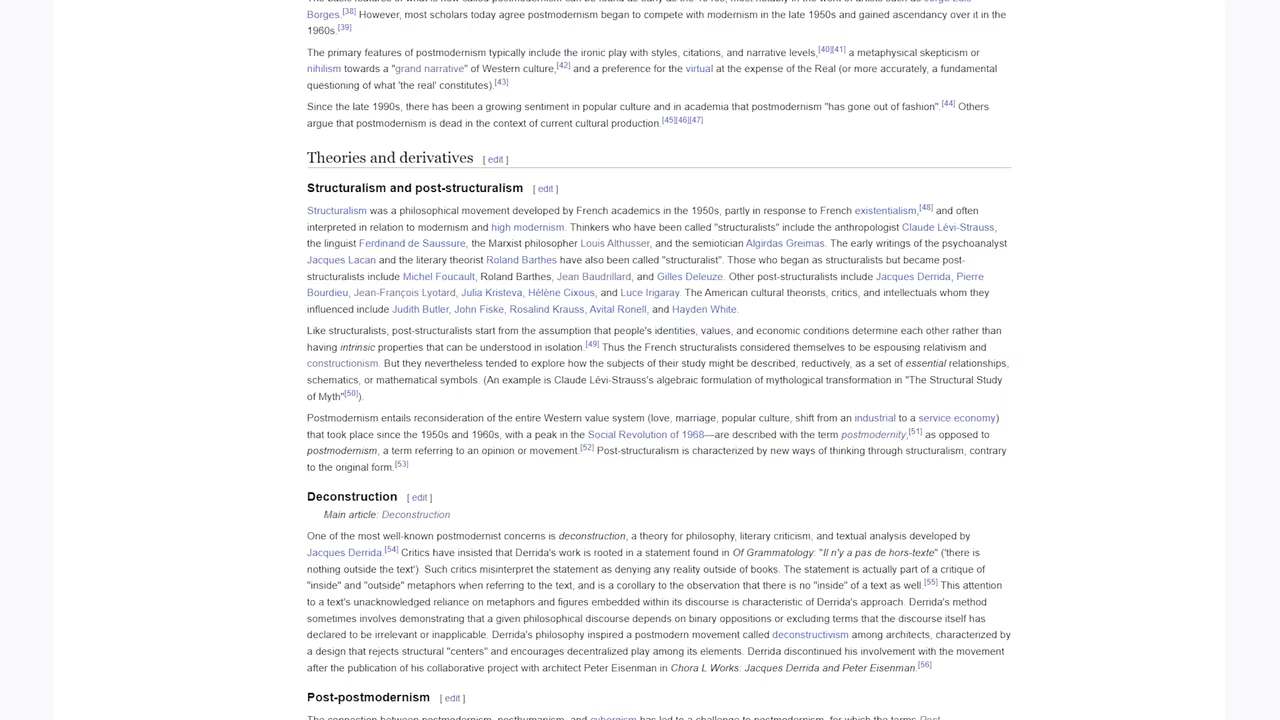 Borges.[38] However, most scholars today agree postmodernism began to compete with modernism in the late 1950s and gained ascendancy over it in the
1960s.[39]
The primary features of postmodernism typically include the ironic play with styles, citations, and narrative levels,[40][41] a metaphysical skepticism or
nihilism towards a "grand narrative" of Western culture,[42] and a preference for the virtual at the expense of the Real (or more accurately, a fundamental
questioning of what 'the real' constitutes).[43]
Since the late 1990s, there has been a growing sentiment in popular culture and in academia that postmodernism "has gone out of fashion".[44] Others
argue that postmodernism is dead in the context of current cultural production.[45][46][47]
Theories and derivatives [ edit ]
Structuralism and post-structuralism [ edit ]
Structuralism was a philosophical movement developed by French academics in the 1950s, partly in response to French existentialism,[48] and often
interpreted in relation to modernism and high modernism. Thinkers who have been called "structuralists" include the anthropologist Claude Lévi-Strauss,
the linguist Ferdinand de Saussure, the Marxist philosopher Louis Althusser, and the semiotician Algirdas Greimas. The early writings of the psychoanalyst
Jacques Lacan and the literary theorist Roland Barthes have also been called "structuralist". Those who began as structuralists but became post-
structuralists include Michel Foucault, Roland Barthes, Jean Baudrillard, and Gilles Deleuze. Other post-structuralists include Jacques Derrida, Pierre
Bourdieu, Jean-François Lyotard, Julia Kristeva, Hélène Cixous, and Luce Irigaray. The American cultural theorists, critics, and intellectuals whom they
influenced include Judith Butler, John Fiske, Rosalind Krauss, Avital Ronell, and Hayden White.
Like structuralists, post-structuralists start from the assumption that people's identities, values, and economic conditions determine each other rather than
having intrinsic properties that can be understood in isolation.[49] Thus the French structuralists considered themselves to be espousing relativism and
constructionism. But they nevertheless tended to explore how the subjects of their study might be described, reductively, as a set of essential relationships,
schematics, or mathematical symbols. (An example is Claude Lévi-Strauss's algebraic formulation of mythological transformation in "The Structural Study
of Myth"[50]).
Postmodernism entails reconsideration of the entire Western value system (love, marriage, popular culture, shift from an industrial to a service economy)
that took place since the 1950s and 1960s, with a peak in the Social Revolution of 1968—are described with the term postmodernity,[51] as opposed to
postmodernism, a term referring to an opinion or movement.[52] Post-structuralism is characterized by new ways of thinking through structuralism, contrary
to the original form.[53]
Deconstruction [ edit ]
Main article: Deconstruction
One of the most well-known postmodernist concerns is deconstruction, a theory for philosophy, literary criticism, and textual analysis developed by
Jacques Derrida.[54] Critics have insisted that Derrida's work is rooted in a statement found in Of Grammatology: "Il n'y a pas de hors-texte" ('there is
nothing outside the text'). Such critics misinterpret the statement as denying any reality outside of books. The statement is actually part of a critique of
"inside" and "outside" metaphors when referring to the text, and is a corollary to the observation that there is no "inside" of a text as well.[55] This attention
to a text's unacknowledged reliance on metaphors and figures embedded within its discourse is characteristic of Derrida's approach. Derrida's method
sometimes involves demonstrating that a given philosophical discourse depends on binary oppositions or excluding terms that the discourse itself has
declared to be irrelevant or inapplicable. Derrida's philosophy inspired a postmodern movement called deconstructivism among architects, characterized by
a design that rejects structural "centers" and encourages decentralized play among its elements. Derrida discontinued his involvement with the movement
after the publication of his collaborative project with architect Peter Eisenman in Chora L Works: Jacques Derrida and Peter Eisenman.[56]
Post-postmodernism [ edit ]
The connection between postmodernism, posthumanism, and cyborgism has led to a challenge to postmodernism, for which the terms Post-